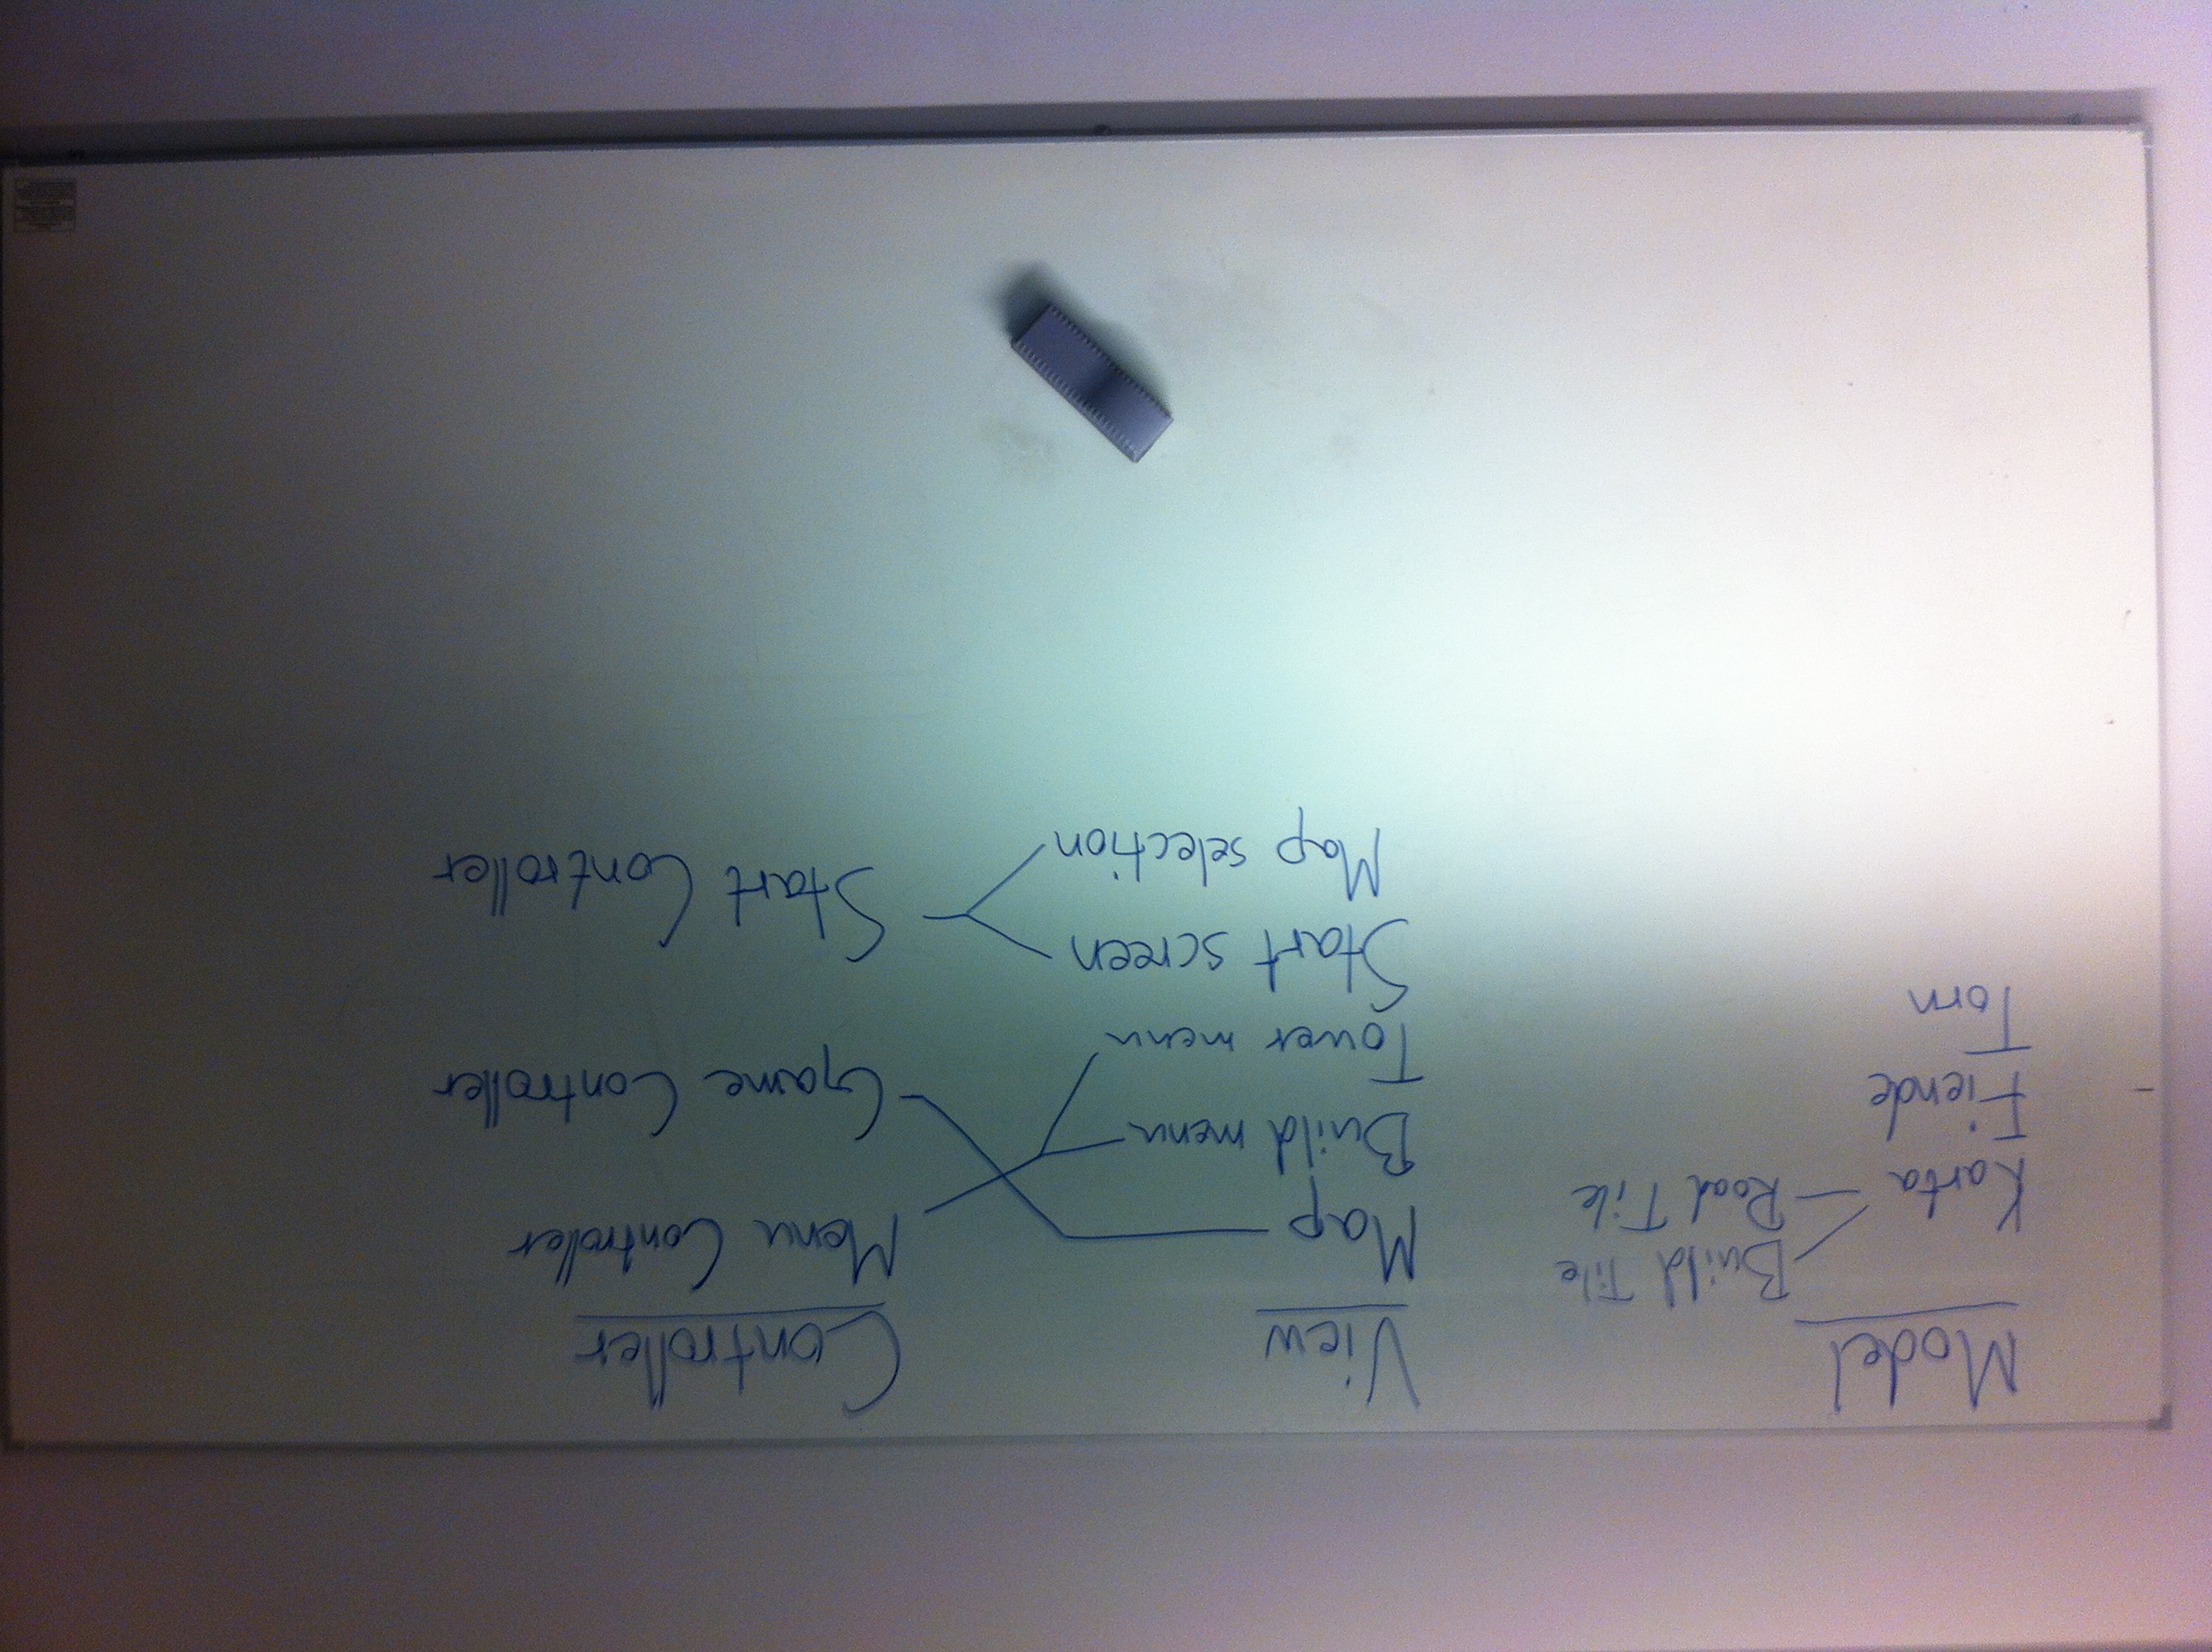 Model
Build Tile
Karta
Road Tile
Fiende
Torn
View
Map
Build menu
Tower menu
Start screen
Map selection
Controller
Menu Controller
Game Controller
Start Controller